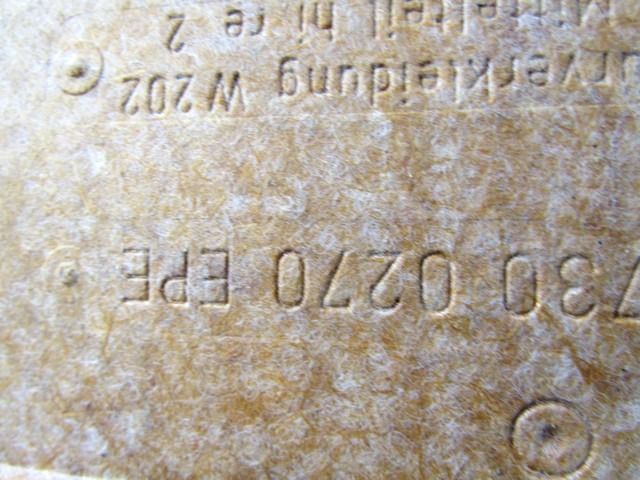 730 0270 EPE
urverkleidung W202
Mittelteil hi re 2